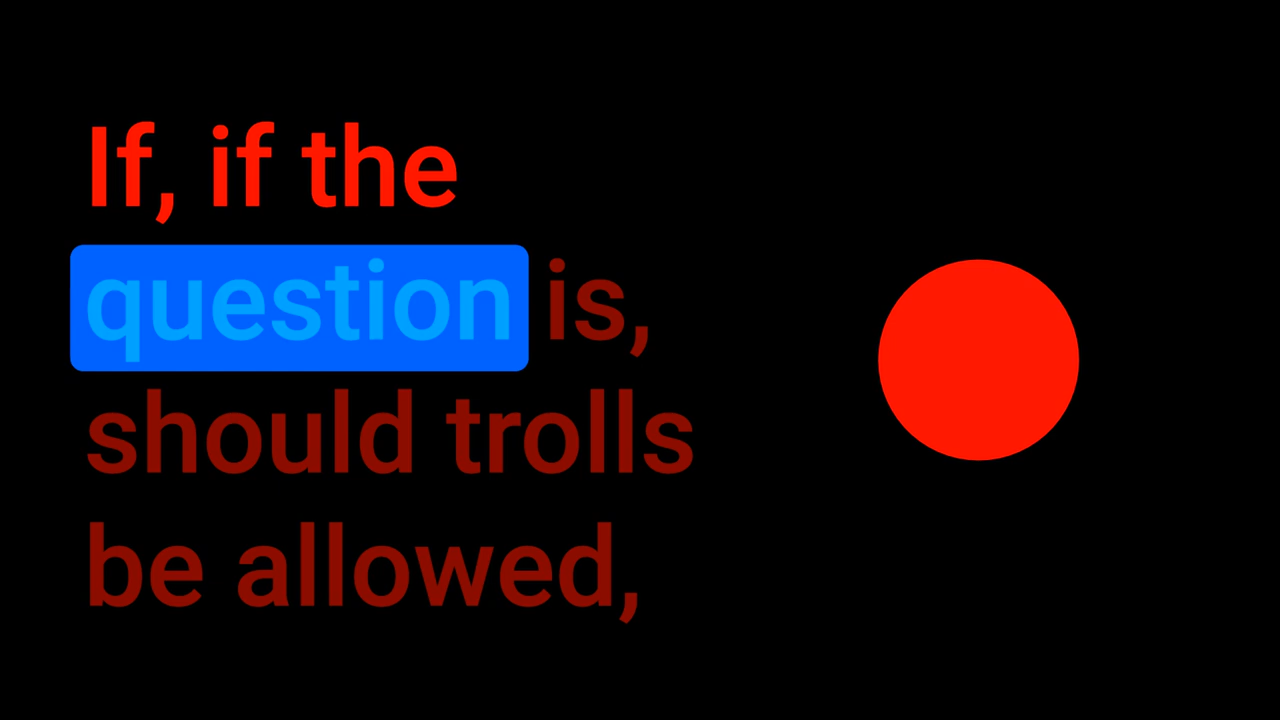 If, if the
question is,
should trolls
be allowed,